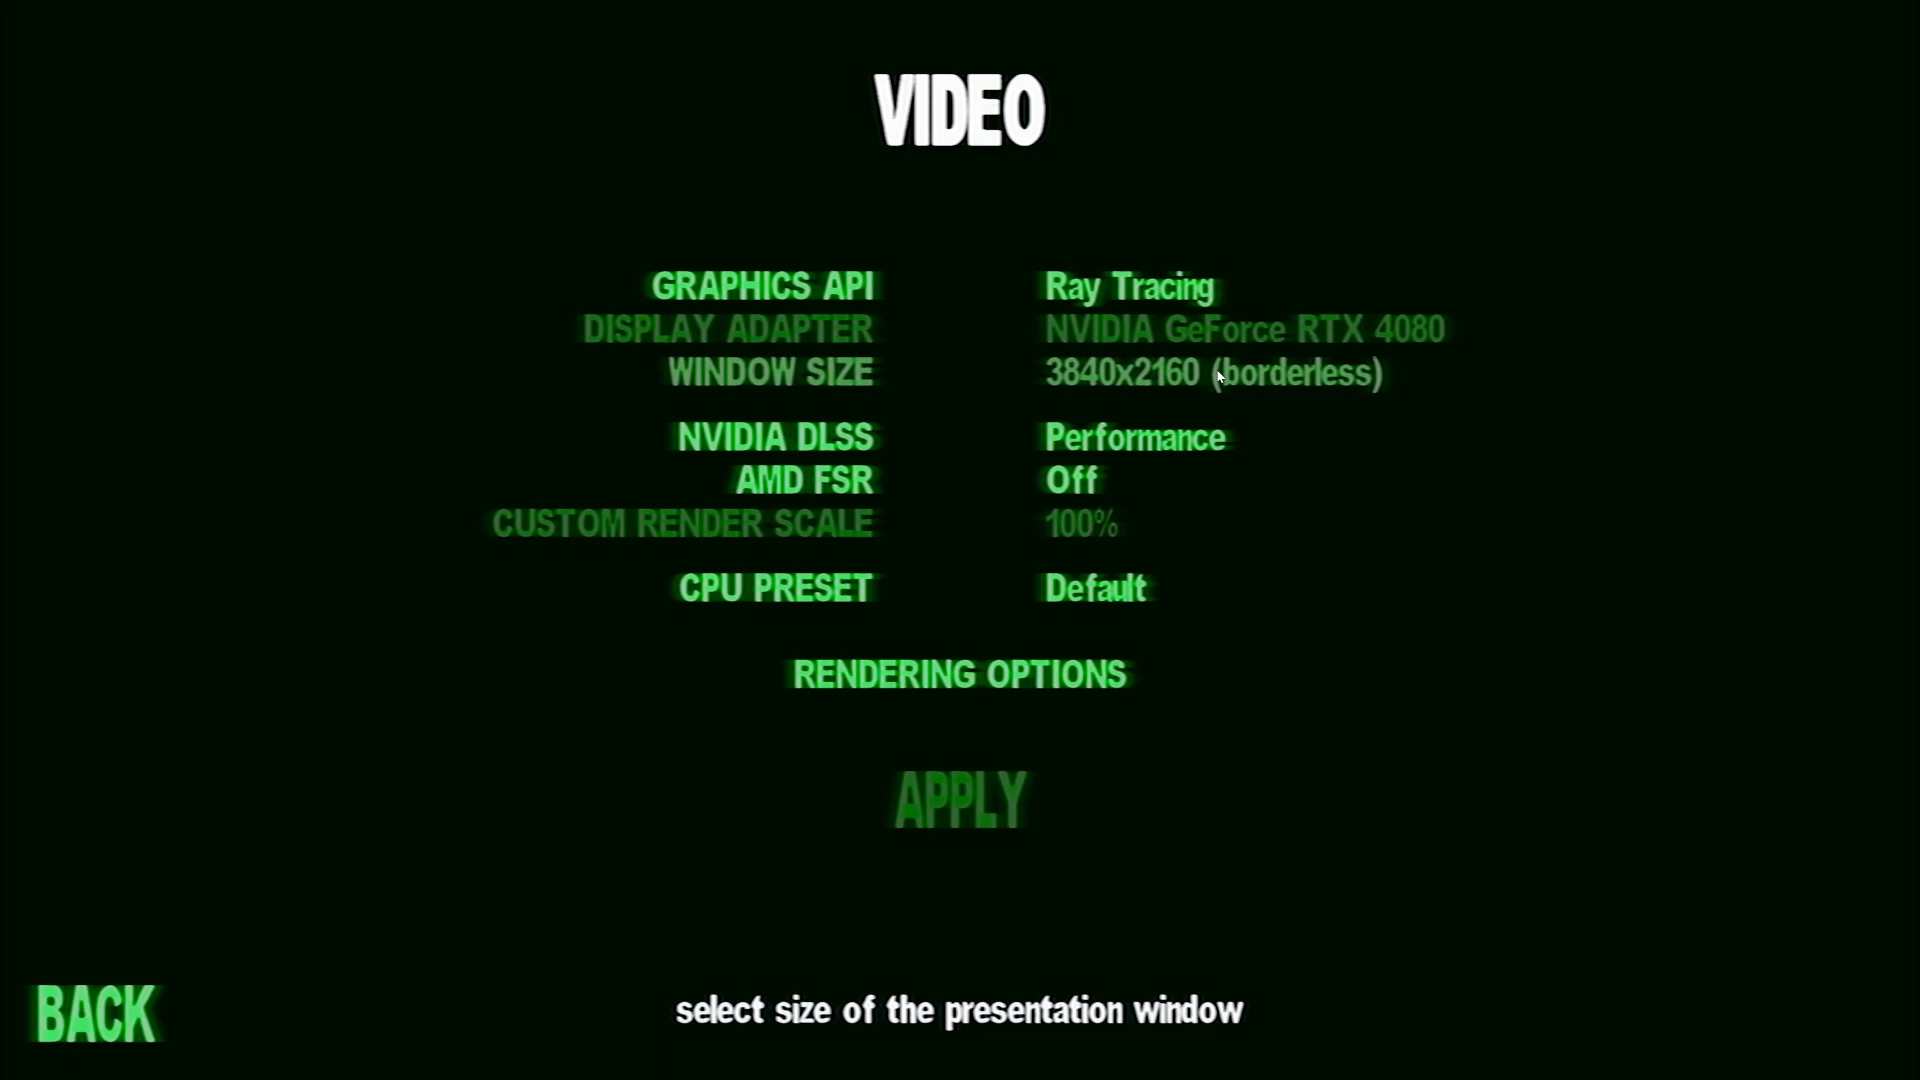 VIDEO
GRAPHICS API Ray Tracing
DISPLAY ADAPTER NVIDIA GeForce RTX 4080
WINDOW SIZE 3840x2160 (borderless)
NVIDIA DLSS Performance
AMD FSR Off
CUSTOM RENDER SCALE 100%
CPU PRESET Default
RENDERING OPTIONS
APPLY
BACK
select size of the presentation window